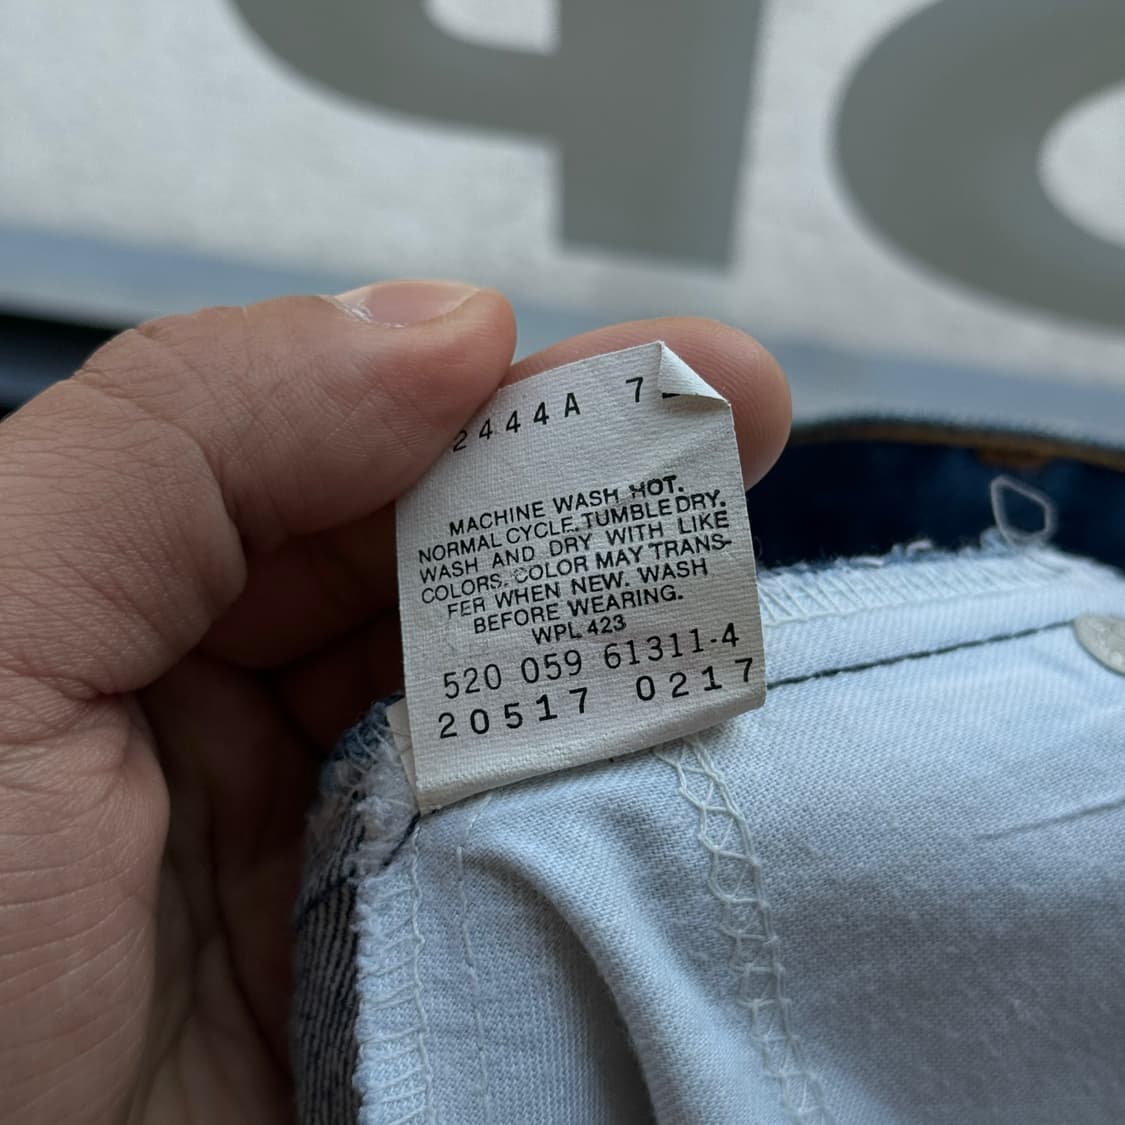 2444A 7
MACHINE WASH HOT.
NORMAL CYCLE. TUMBLE DRY.
WASH AND DRY WITH LIKE
COLORS. COLOR MAY TRANS-
FER WHEN NEW. WASH
BEFORE WEARING.
WPL 423
520 059 61311-4
20517 0217